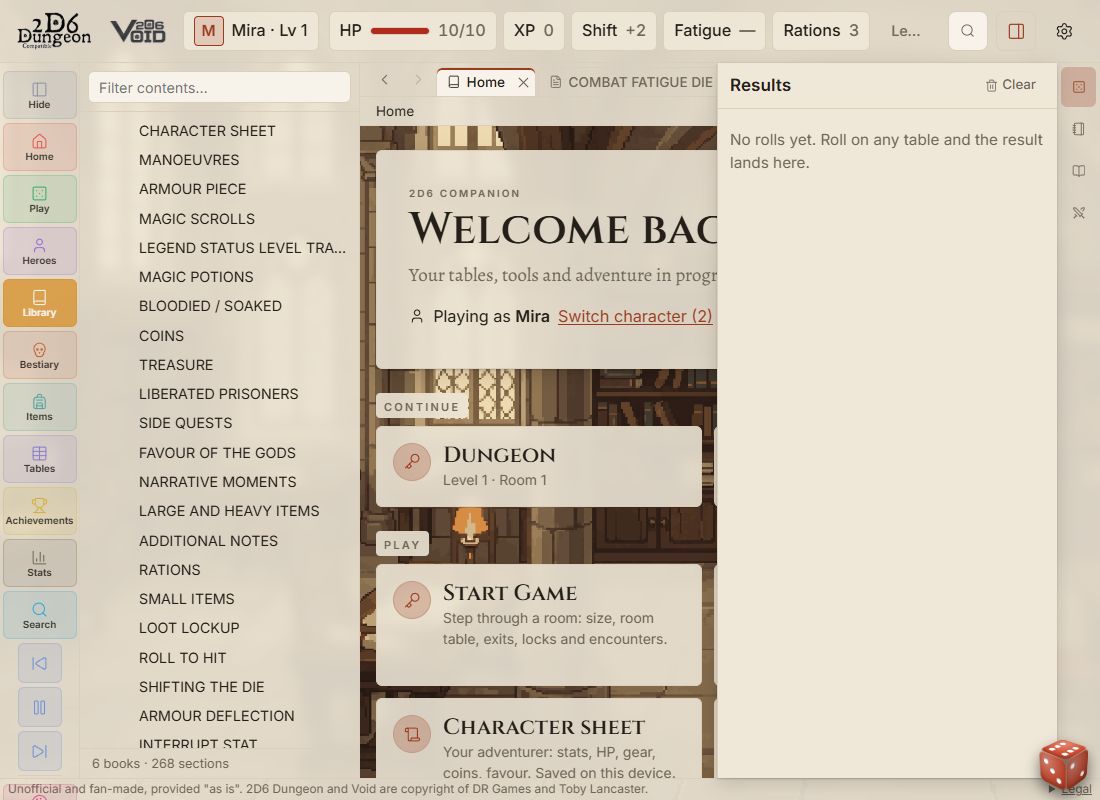 2D6
Dungeon
Compatible
2D6
VOID
M
Mira · Lv 1
HP
10/10
XP 0
Shift +2
Fatigue —
Rations 3
Le...
Hide
Home
Play
Heroes
Library
Bestiary
Items
Tables
Achievements
Stats
Search
Filter contents...
CHARACTER SHEET
MANOEUVRES
ARMOUR PIECE
MAGIC SCROLLS
LEGEND STATUS LEVEL TRA...
MAGIC POTIONS
BLOODIED / SOAKED
COINS
TREASURE
LIBERATED PRISONERS
SIDE QUESTS
FAVOUR OF THE GODS
NARRATIVE MOMENTS
LARGE AND HEAVY ITEMS
ADDITIONAL NOTES
RATIONS
SMALL ITEMS
LOOT LOCKUP
ROLL TO HIT
SHIFTING THE DIE
ARMOUR DEFLECTION
INTERRUPT STAT
6 books · 268 sections
Home
COMBAT FATIGUE DIE
Home
2D6 COMPANION
WELCOME BAC
Your tables, tools and adventure in progr
Playing as Mira Switch character (2)
CONTINUE
DUNGEON
Level 1 · Room 1
PLAY
START GAME
Step through a room: size, room
table, exits, locks and encounters.
CHARACTER SHEET
Your adventurer: stats, HP, gear,
coins, favour. Saved on this device.
Results
Clear
No rolls yet. Roll on any table and the result
lands here.
Unofficial and fan-made, provided "as is". 2D6 Dungeon and Void are copyright of DR Games and Toby Lancaster.
Legal